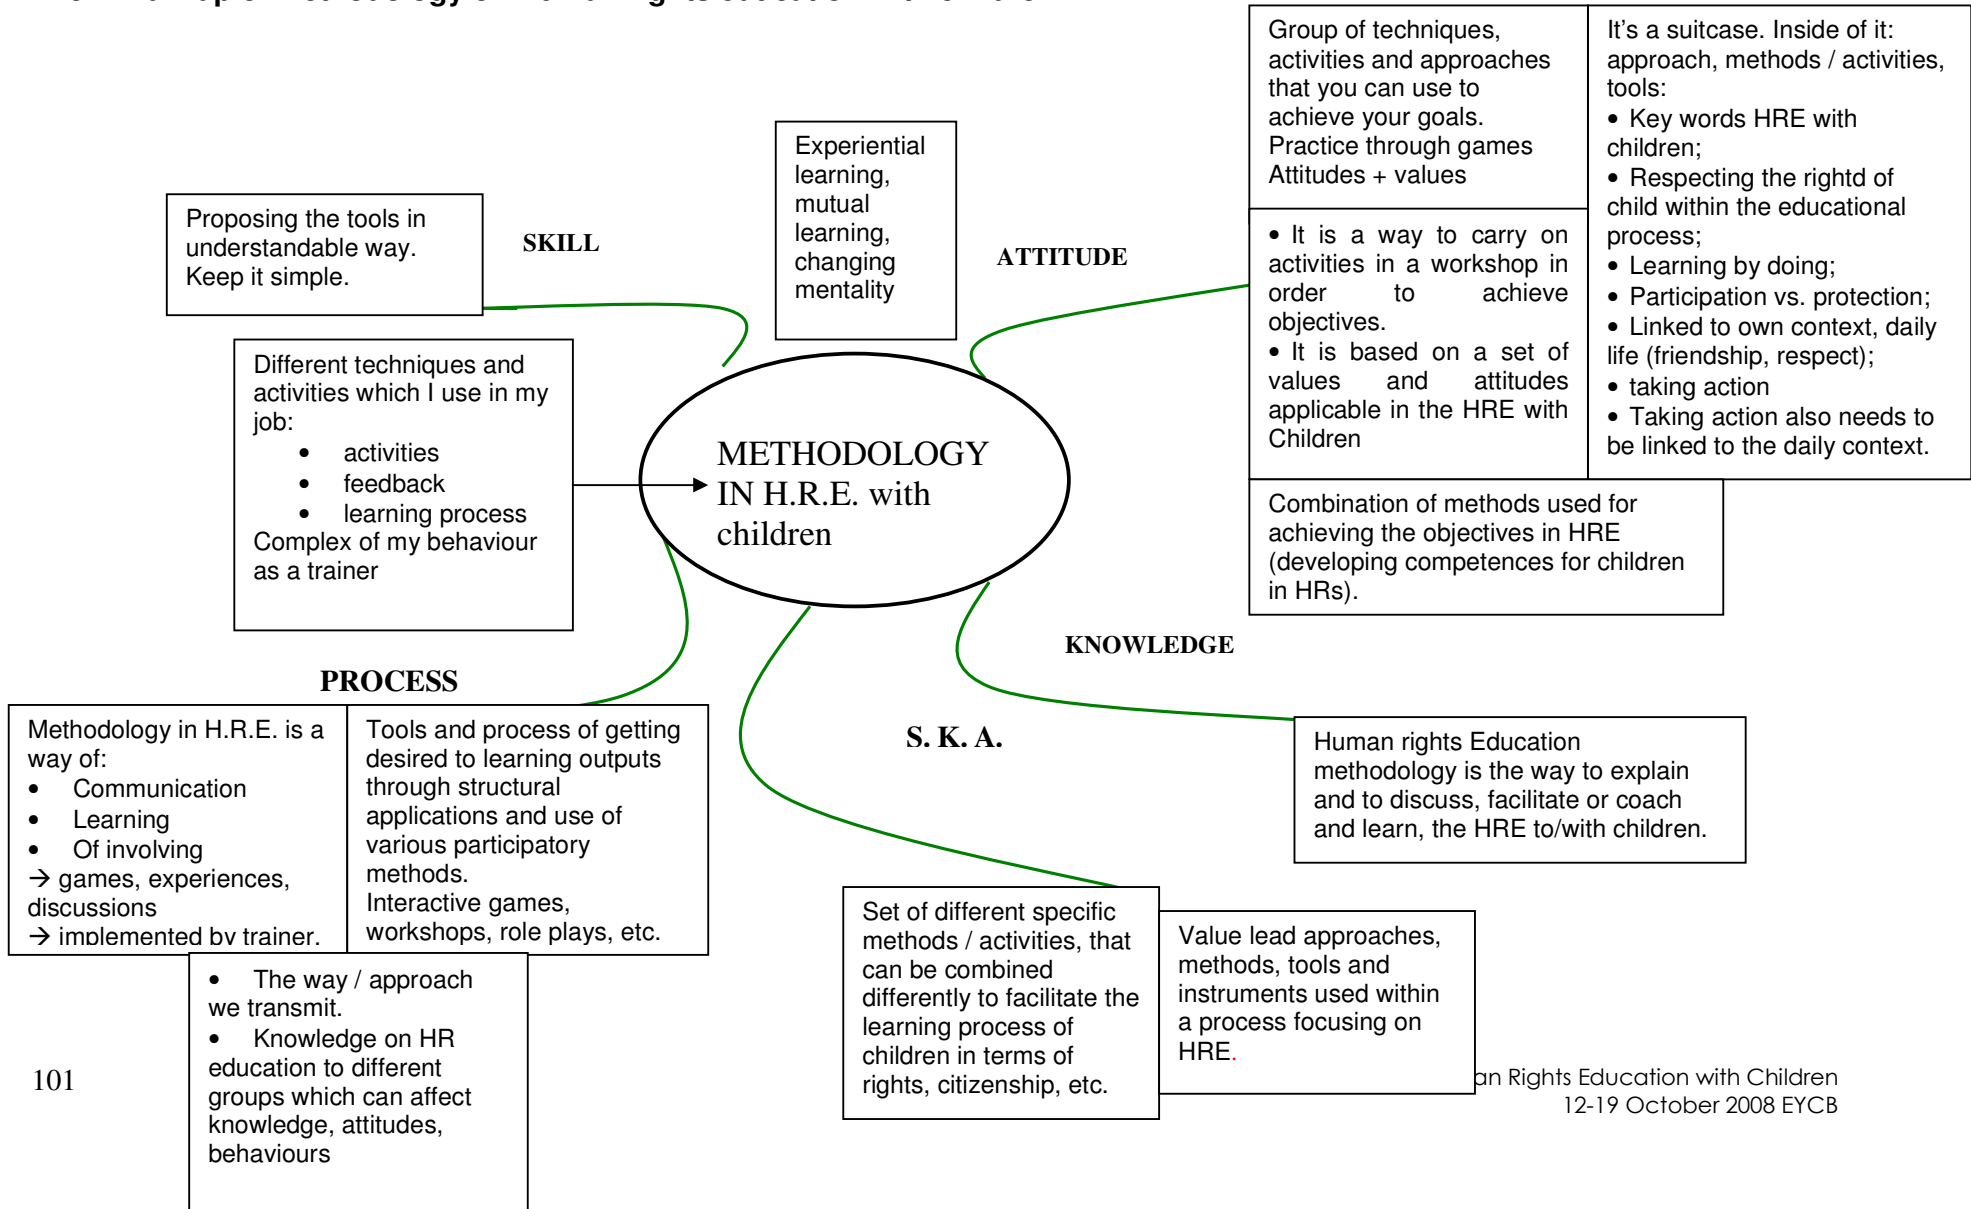 Group of techniques,
activities and approaches
that you can use to
achieve your goals.
Practice through games
Attitudes + values
It's a suitcase. Inside of it:
approach, methods / activities,
tools:
• Key words HRE with
children;
• Respecting the rightd of
child within the educational
process;
• Learning by doing;
• Participation vs. protection;
• Linked to own context, daily
life (friendship, respect);
• taking action
• Taking action also needs to
be linked to the daily context.
Experiential
learning,
mutual
learning,
changing
mentality
Proposing the tools in
understandable way.
Keep it simple.
SKILL
ATTITUDE
• It is a way to carry on
activities in a workshop in
order to achieve
objectives.
• It is based on a set of
values and attitudes
applicable in the HRE with
Children
Different techniques and
activities which I use in my
job:
• activities
• feedback
• learning process
Complex of my behaviour
as a trainer
METHODOLOGY
IN H.R.E. with
children
Combination of methods used for
achieving the objectives in HRE
(developing competences for children
in HRs).
KNOWLEDGE
PROCESS
Methodology in H.R.E. is a
way of:
• Communication
• Learning
• Of involving
→ games, experiences,
discussions
→ implemented by trainer.
Tools and process of getting
desired to learning outputs
through structural
applications and use of
various participatory
methods.
Interactive games,
workshops, role plays, etc.
S. K. A.
Human rights Education
methodology is the way to explain
and to discuss, facilitate or coach
and learn, the HRE to/with children.
Set of different specific
methods / activities, that
can be combined
differently to facilitate the
learning process of
children in terms of
rights, citizenship, etc.
Value lead approaches,
methods, tools and
instruments used within
a process focusing on
HRE.
• The way / approach
we transmit.
• Knowledge on HR
education to different
groups which can affect
knowledge, attitudes,
behaviours
101
an Rights Education with Children
12-19 October 2008 EYCB